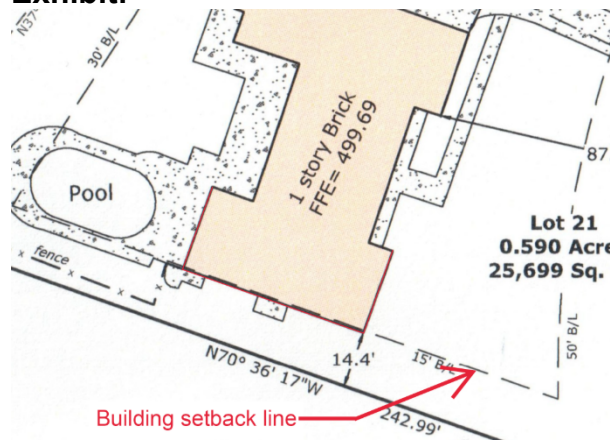 Exhibit.
N37°
30' B/L
1 story Brick
FFE= 499.69
87
Pool
Lot 21
0.590 Acre
25,699 Sq.
fence
x x x x x
50' B/L
14.4'
15' B/L
N70° 36' 17"W
242.99'
Building setback line